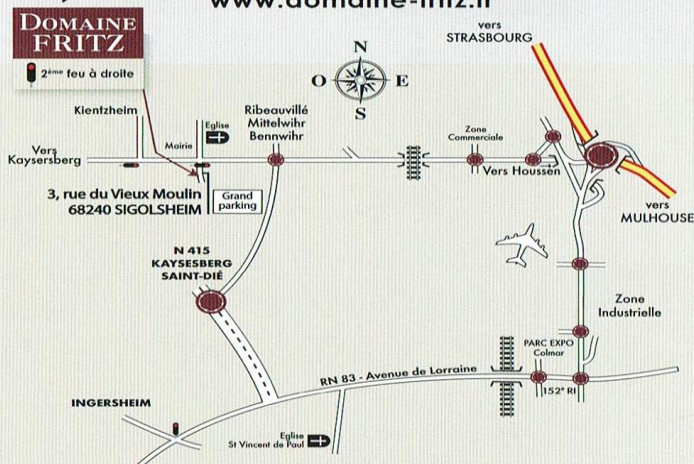 www.domaine-fritz.fr
DOMAINE
FRITZ
2ème feu à droite
vers
STRASBOURG
N
O
E
S
Kientzheim
Eglise
Mairie
Ribeauvillé
Mittelwihr
Bennwihr
Zone
Commerciale
Vers
Kaysersberg
Vers Houssen
3, rue du Vieux Moulin
68240 SIGOLSHEIM
Grand
parking
vers
MULHOUSE
N 415
KAYSESBERG
SAINT-DIÉ
Zone
Industrielle
PARC EXPO
Colmar
RN 83 - Avenue de Lorraine
152e RI
INGERSHEIM
Eglise
St Vincent de Paul